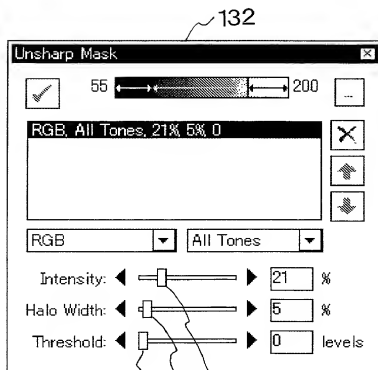 132
Unsharp Mask
55 200 ...
RGB, All Tones, 21%, 5%, 0
RGB All Tones
Intensity: 21 %
Halo Width: 5 %
Threshold: 0 levels